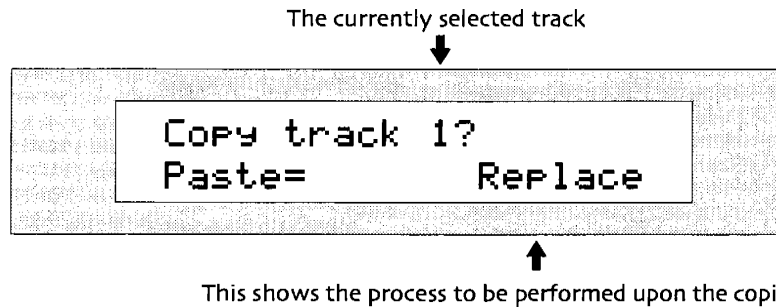 The currently selected track
Copy track 1?
Paste= Replace
This shows the process to be performed upon the copi